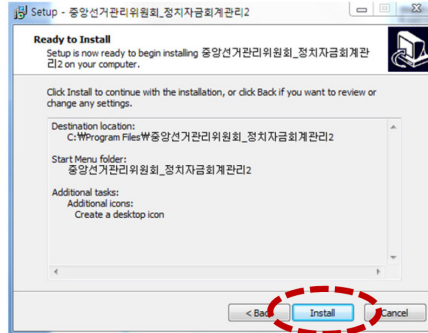 Setup - 중앙선거관리위원회_정치자금회계관리2
Ready to Install
Setup is now ready to begin installing 중앙선거관리위원회_정치자금회계관
리2 on your computer.
Click Install to continue with the installation, or click Back if you want to review or
change any settings.
Destination location:
C:₩Program Files₩중앙선거관리위원회_정치자금회계관리2
Start Menu folder:
중앙선거관리위원회_정치자금회계관리2
Additional tasks:
Additional icons:
Create a desktop icon
< Back
Install
Cancel